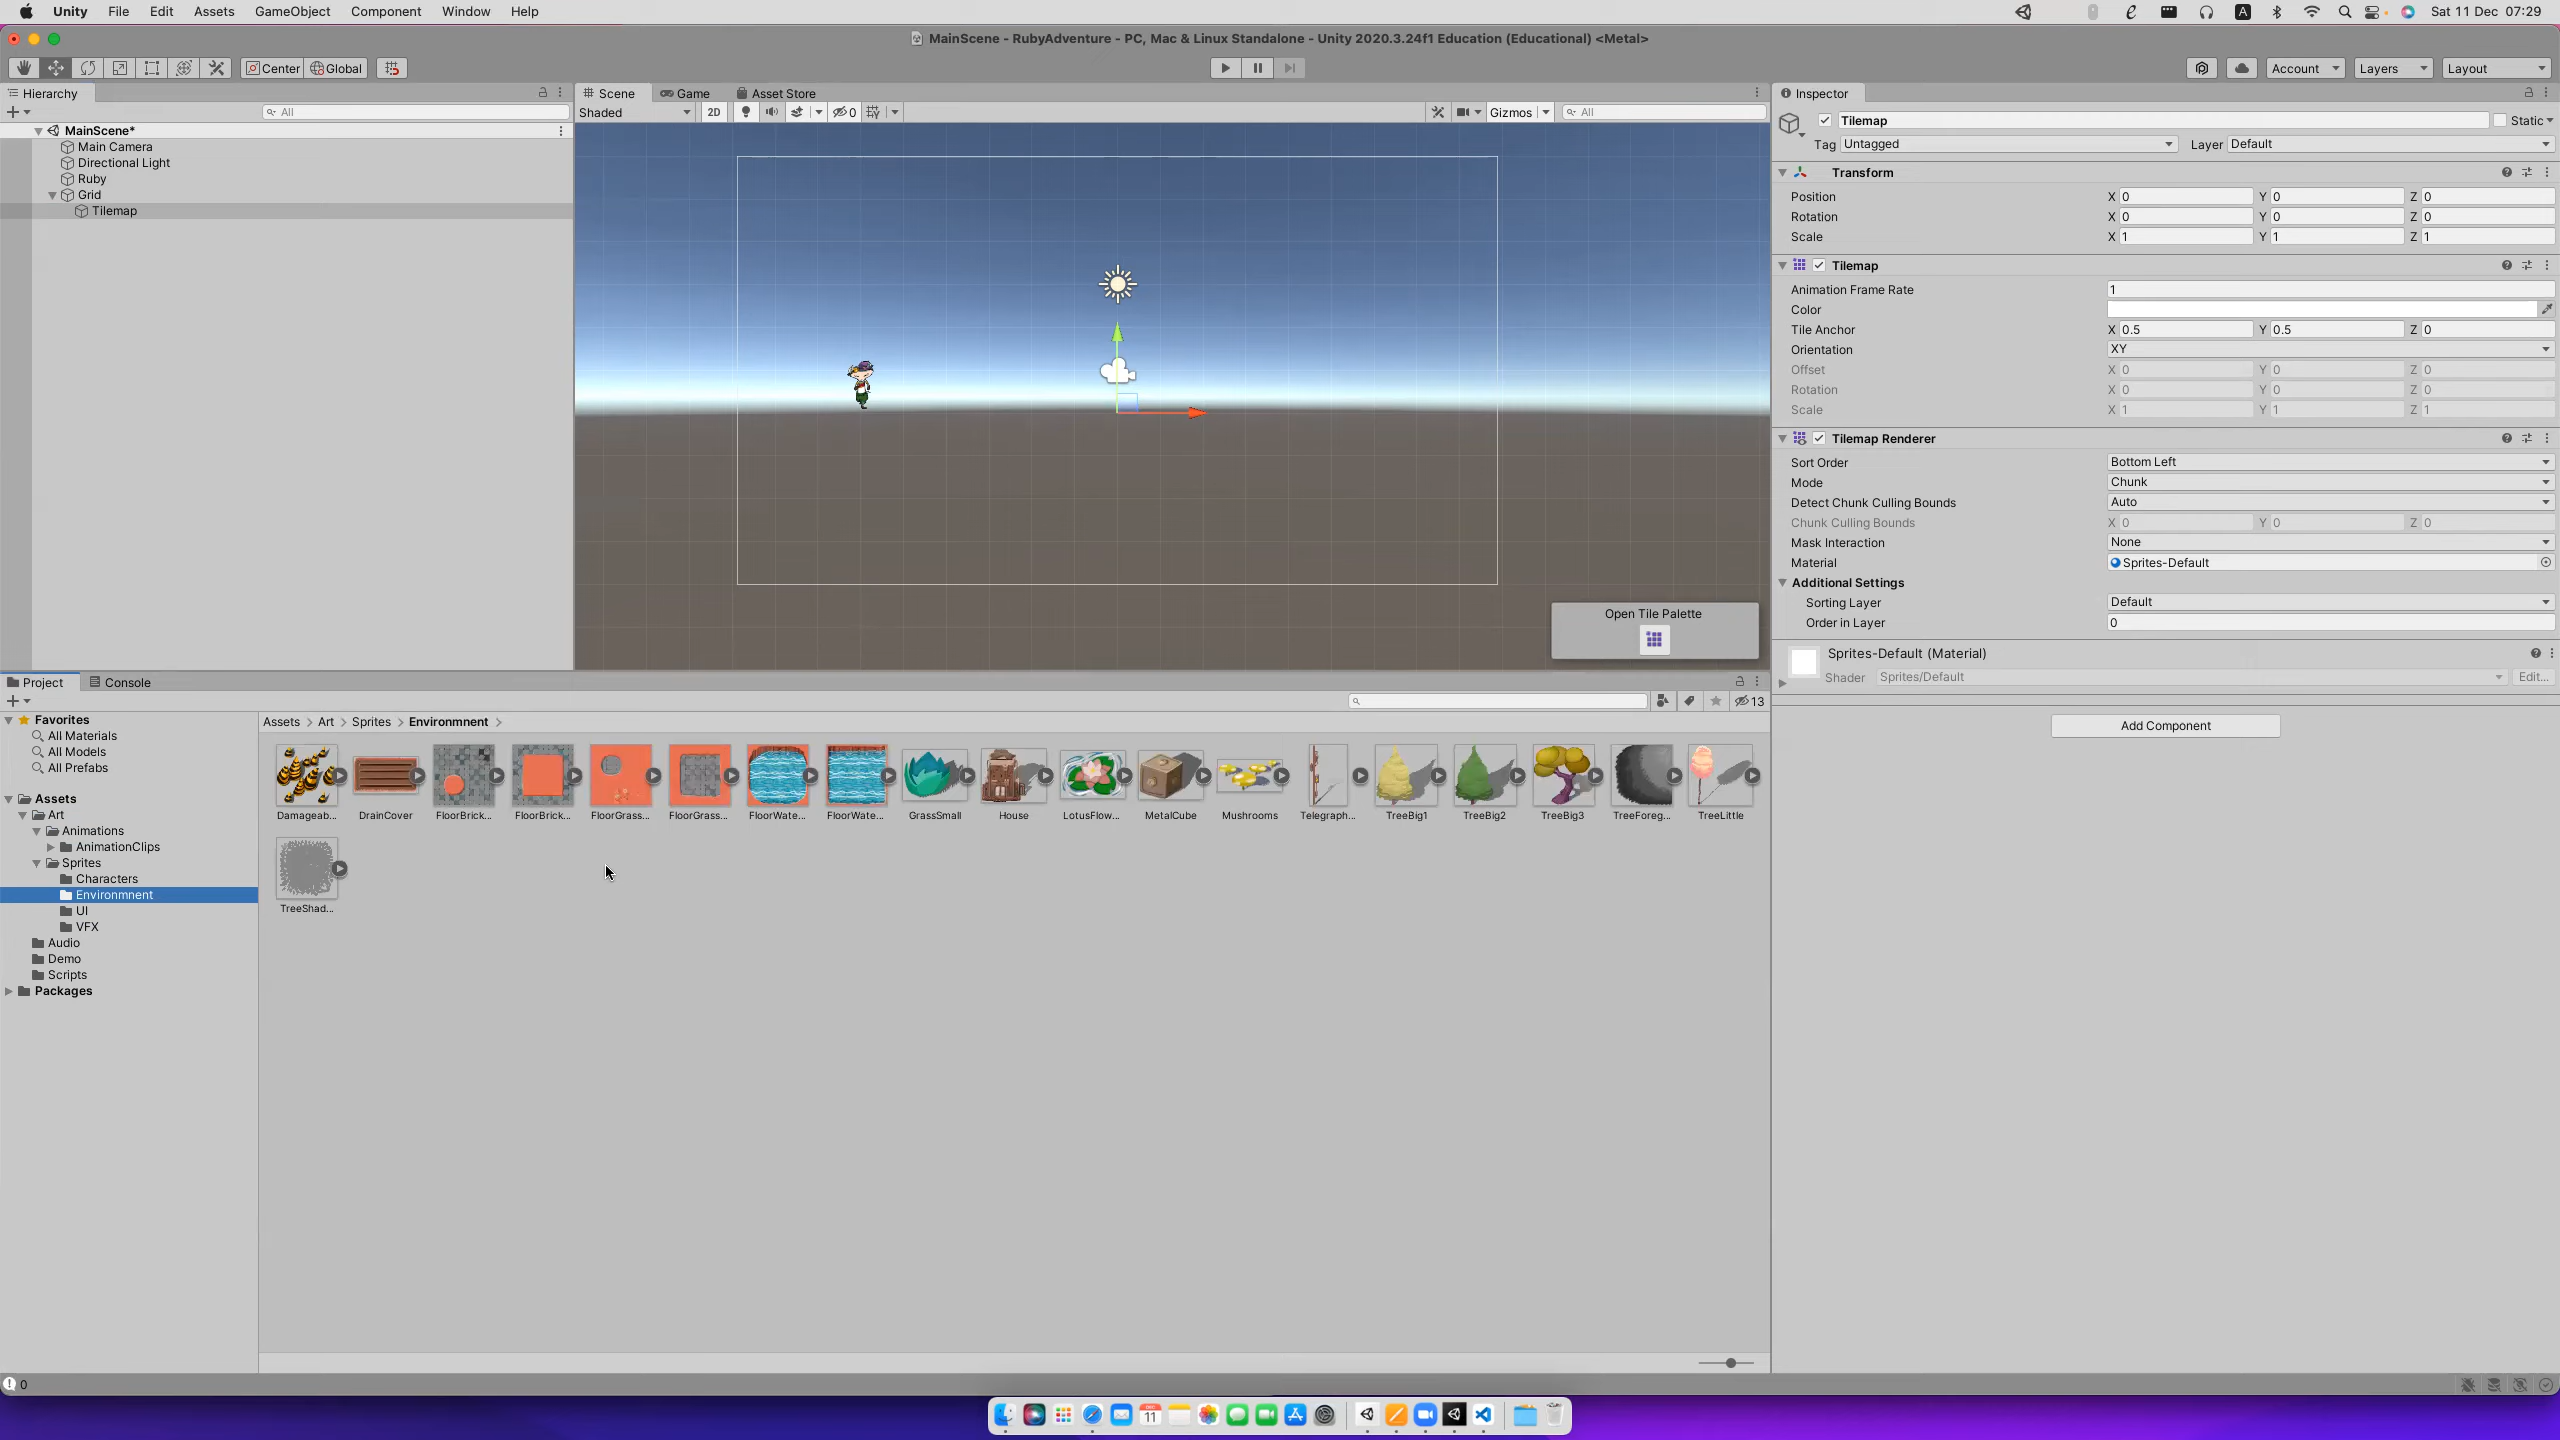 Unity File Edit Assets GameObject Component Window Help
A Sat 11 Dec 07:29
MainScene - RubyAdventure - PC, Mac & Linux Standalone - Unity 2020.3.24f1 Education (Educational) <Metal>
Center Global
Account Layers Layout
Hierarchy
All
MainScene*
Main Camera
Directional Light
Ruby
Grid
Tilemap
Scene Game Asset Store
Shaded 2D 0 Gizmos All
Open Tile Palette
Inspector
Tilemap Static
Tag Untagged Layer Default
Transform
Position X 0 Y 0 Z 0
Rotation X 0 Y 0 Z 0
Scale X 1 Y 1 Z 1
Tilemap
Animation Frame Rate 1
Color
Tile Anchor X 0.5 Y 0.5 Z 0
Orientation XY
Offset X 0 Y 0 Z 0
Rotation X 0 Y 0 Z 0
Scale X 1 Y 1 Z 1
Tilemap Renderer
Sort Order Bottom Left
Mode Chunk
Detect Chunk Culling Bounds Auto
Chunk Culling Bounds X 0 Y 0 Z 0
Mask Interaction None
Material Sprites-Default
Additional Settings
Sorting Layer Default
Order in Layer 0
Sprites-Default (Material)
Shader Sprites/Default Edit...
Add Component
Project Console
13
Favorites
All Materials
All Models
All Prefabs
Assets
Art
Animations
AnimationClips
Sprites
Characters
Environmnent
UI
VFX
Audio
Demo
Scripts
Packages
Assets > Art > Sprites > Environmnent >
Damageab... DrainCover FloorBrick... FloorBrick... FloorGrass... FloorGrass... FloorWate... FloorWate... GrassSmall House LotusFlow... MetalCube Mushrooms Telegraph... TreeBig1 TreeBig2 TreeBig3 TreeForeg... TreeLittle
TreeShad...
0
DEC
11